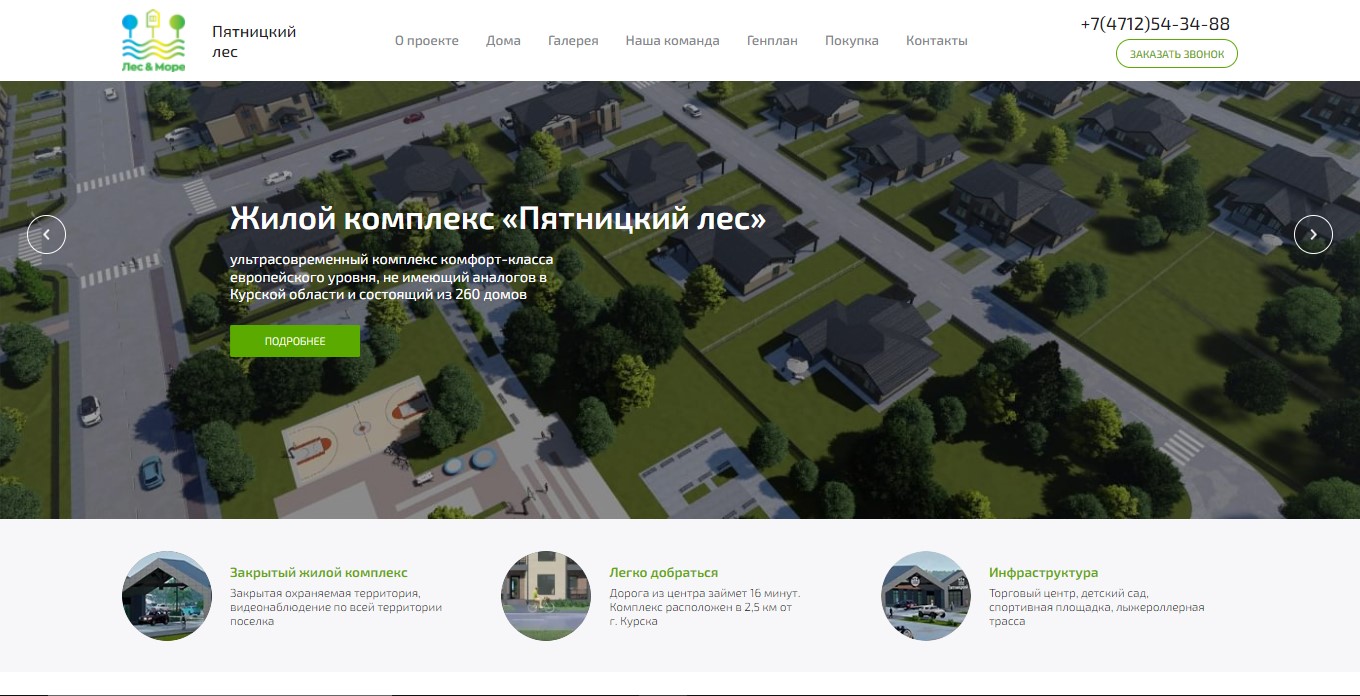 Лес & Море
Пятницкий
лес
О проекте Дома Галерея Наша команда Генплан Покупка Контакты
+7(4712)54-34-88
ЗАКАЗАТЬ ЗВОНОК
Жилой комплекс «Пятницкий лес»
ультрасовременный комплекс комфорт-класса
европейского уровня, не имеющий аналогов в
Курской области и состоящий из 260 домов
ПОДРОБНЕЕ
Закрытый жилой комплекс
Закрытая охраняемая территория,
видеонаблюдение по всей территории
поселка
Легко добраться
Дорога из центра займет 16 минут.
Комплекс расположен в 2,5 км от
г. Курска
Инфраструктура
Торговый центр, детский сад,
спортивная площадка, лыжероллерная
трасса